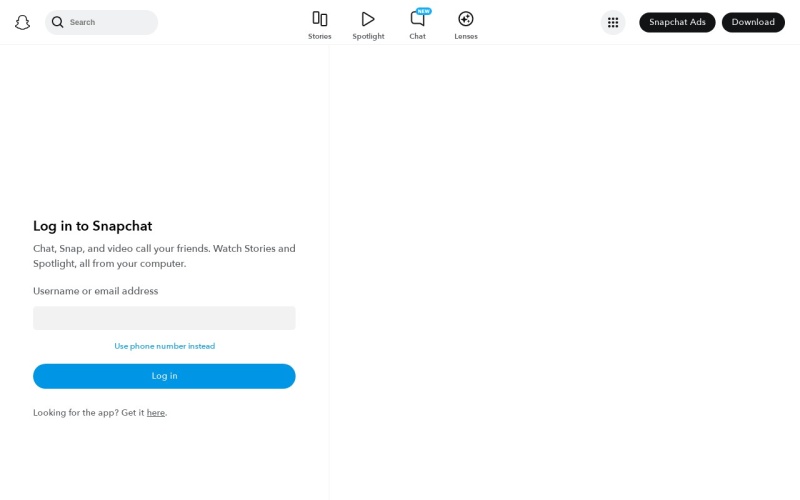 Search
Stories
Spotlight
NEW
Chat
Lenses
Snapchat Ads
Download
Log in to Snapchat
Chat, Snap, and video call your friends. Watch Stories and
Spotlight, all from your computer.
Username or email address
Use phone number instead
Log in
Looking for the app? Get it here.